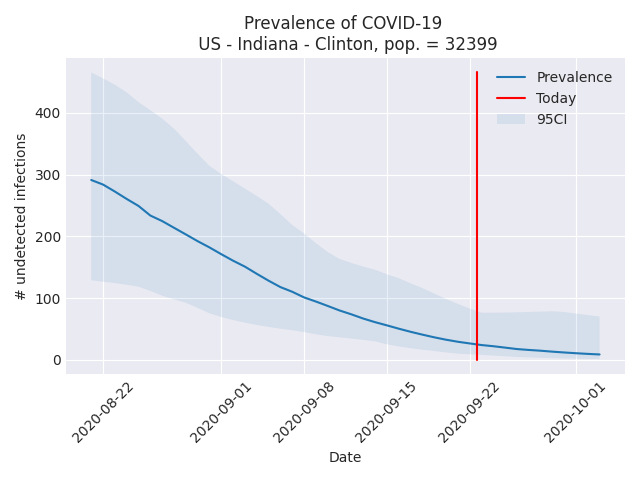 Prevalence of COVID-19
US - Indiana - Clinton, pop. = 32399
Prevalence
Today
95CI
# undetected infections
400
300
200
100
0
2020-08-22
2020-09-01
2020-09-08
2020-09-15
2020-09-22
2020-10-01
Date